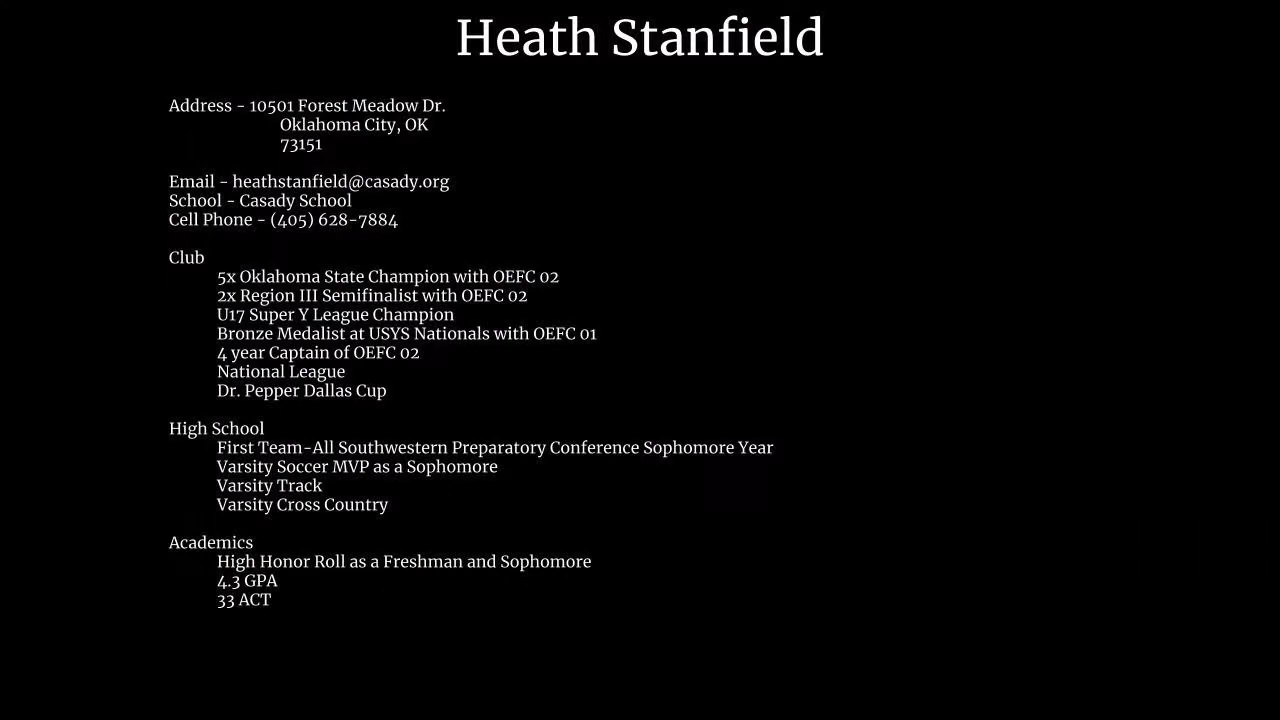 Heath Stanfield
Address - 10501 Forest Meadow Dr.
Oklahoma City, OK
73151
Email - heathstanfield@casady.org
School - Casady School
Cell Phone - (405) 628-7884
Club
5x Oklahoma State Champion with OEFC 02
2x Region III Semifinalist with OEFC 02
U17 Super Y League Champion
Bronze Medalist at USYS Nationals with OEFC 01
4 year Captain of OEFC 02
National League
Dr. Pepper Dallas Cup
High School
First Team-All Southwestern Preparatory Conference Sophomore Year
Varsity Soccer MVP as a Sophomore
Varsity Track
Varsity Cross Country
Academics
High Honor Roll as a Freshman and Sophomore
4.3 GPA
33 ACT